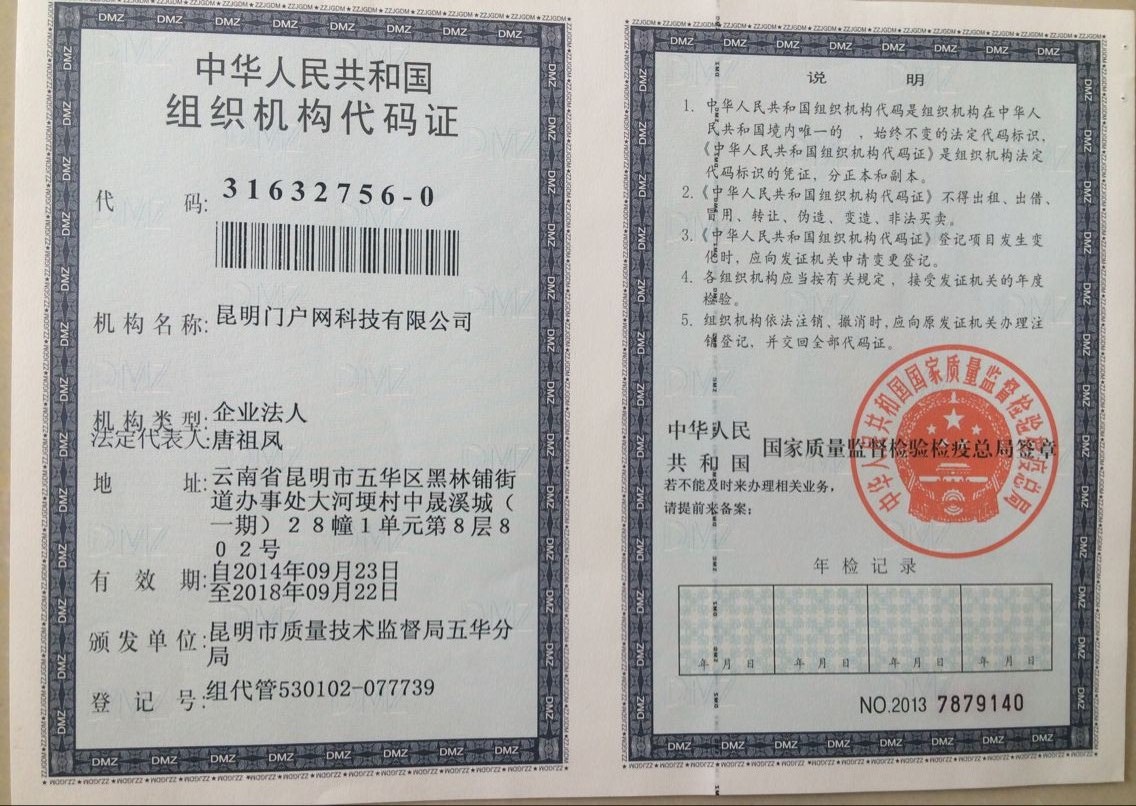 中华人民共和国
组织机构代码证
代 码: 31632756-0
机构名称: 昆明门户网科技有限公司
机构类型: 企业法人
法定代表人: 唐祖凤
地 址: 云南省昆明市五华区黑林铺街
道办事处大河埂村中晟溪城（
一期）28幢1单元第8层8
02号
有 效 期: 自2014年09月23日
至2018年09月22日
颁发单位: 昆明市质量技术监督局五华分
局
登 记 号: 组代管530102-077739
说 明
1. 中华人民共和国组织机构代码是组织机构在中华人
民共和国境内唯一的 ，始终不变的法定代码标识，
《中华人民共和国组织机构代码证》是组织机构法定
代码标识的凭证，分正本和副本。
2.《中华人民共和国组织机构代码证》不得出租、出借、
冒用、转让、伪造、变造、非法买卖。
3.《中华人民共和国组织机构代码证》登记项目发生变
化时，应向发证机关申请变更登记。
4. 各组织机构应当按有关规定，接受发证机关的年度
检验。
5. 组织机构依法注销、撤消时，应向原发证机关办理注
销登记，并交回全部代码证。
中华人民
共和国 国家质量监督检验检疫总局签章
若不能及时来办理相关业务，
请提前来备案：
中华人民共和国国家质量监督检验检疫总局
年检记录
年 月 日 年 月 日 年 月 日 年 月 日
NO.2013 7879140